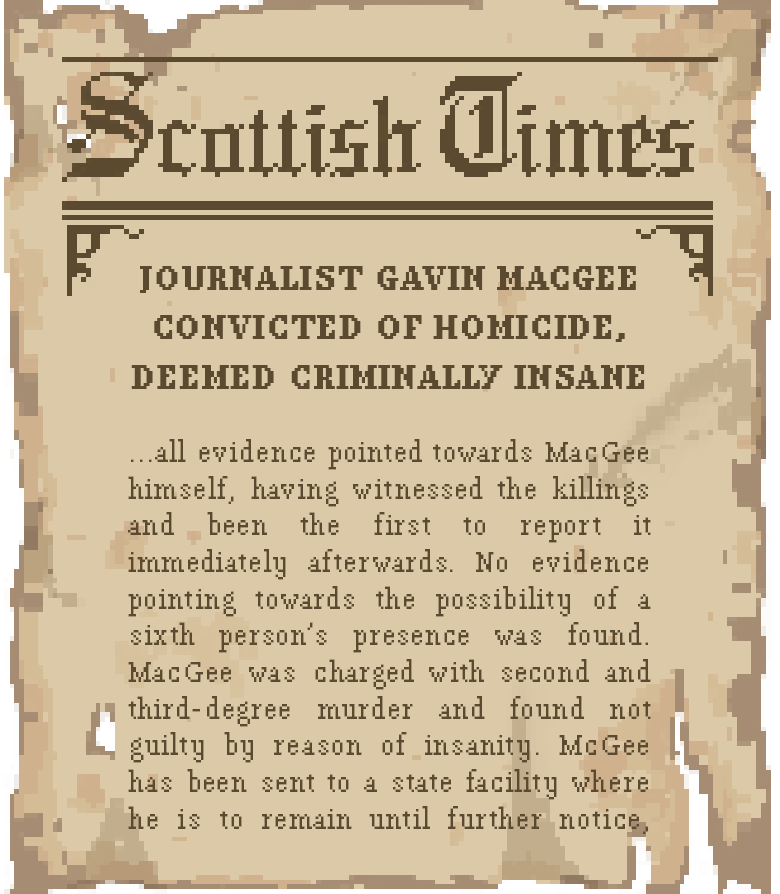 Scottish Times
JOURNALIST GAVIN MACGEE
CONVICTED OF HOMICIDE,
DEEMED CRIMINALLY INSANE
...all evidence pointed towards MacGee
himself, having witnessed the killings
and been the first to report it
immediately afterwards. No evidence
pointing towards the possibility of a
sixth person's presence was found.
MacGee was charged with second and
third-degree murder and found not
guilty by reason of insanity. McGee
has been sent to a state facility where
he is to remain until further notice,